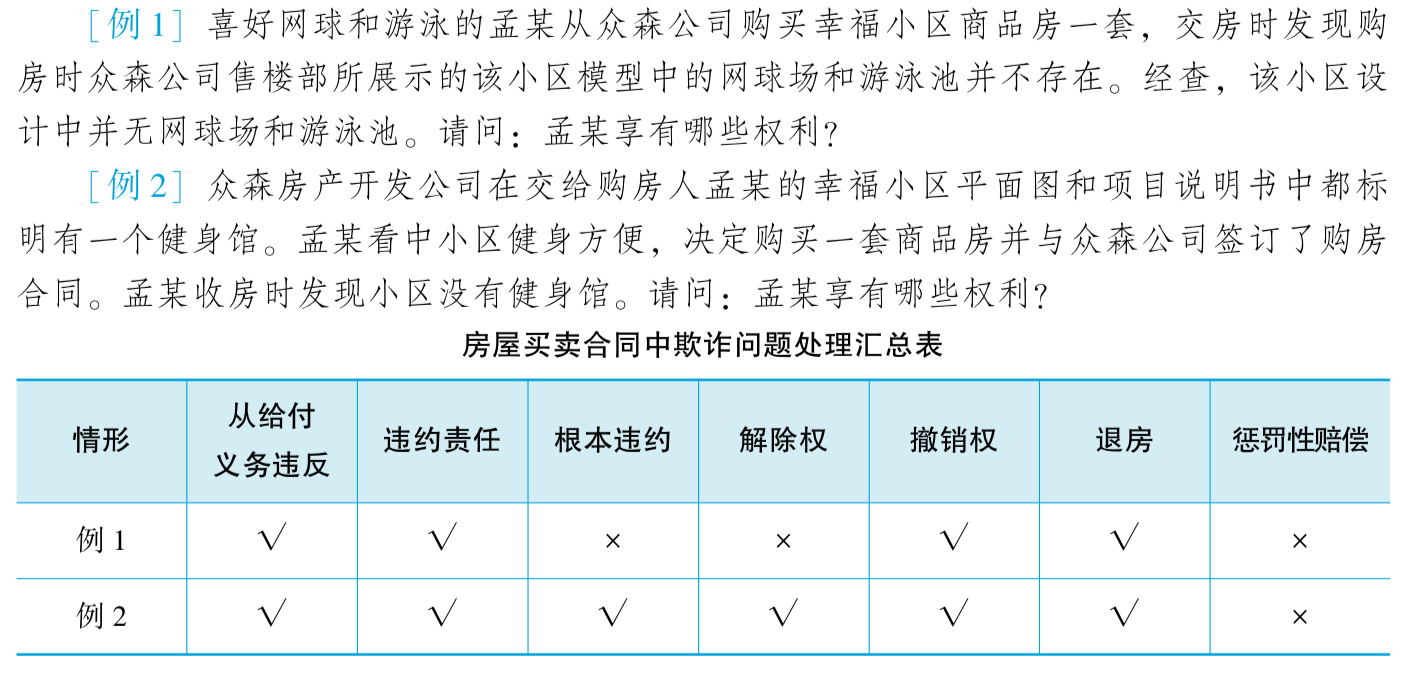 ［例 1］ 喜好网球和游泳的孟某从众森公司购买幸福小区商品房一套，交房时发现购
房时众森公司售楼部所展示的该小区模型中的网球场和游泳池并不存在。经查，该小区设
计中并无网球场和游泳池。请问：孟某享有哪些权利？
［例 2］ 众森房产开发公司在交给购房人孟某的幸福小区平面图和项目说明书中都标
明有一个健身馆。孟某看中小区健身方便，决定购买一套商品房并与众森公司签订了购房
合同。孟某收房时发现小区没有健身馆。请问：孟某享有哪些权利？
房屋买卖合同中欺诈问题处理汇总表
情形 从给付义务违反 违约责任 根本违约 解除权 撤销权 退房 惩罚性赔偿
例 1 √ √ × × √ √ ×
例 2 √ √ √ √ √ √ ×